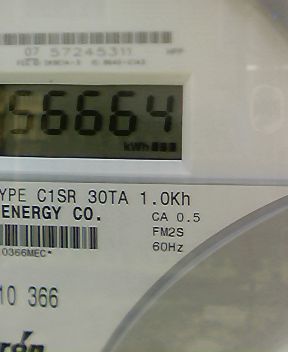 07 57245311
56664
kWh
YPE C1SR 30TA 1.0Kh
ENERGY CO.
CA 0.5
FM2S
60Hz
0366MEC*
10 366
rón